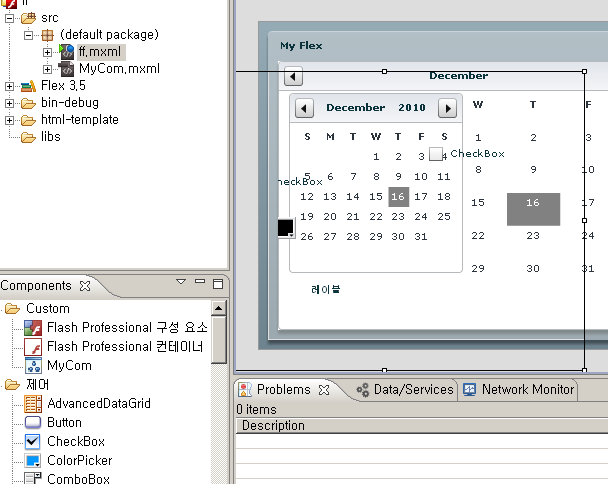 ff
src
(default package)
ff.mxml
MyCom.mxml
Flex 3.5
bin-debug
html-template
libs
My Flex
December
December 2010
S M T W T F S
1 2 3 4
5 6 7 8 9 10 11
12 13 14 15 16 17 18
19 20 21 22 23 24 25
26 27 28 29 30 31
CheckBox
heckBox
레이블
W T F
1 2 3
8 9 10
15 16 17
22 23 24
29 30 31
Components
Custom
Flash Professional 구성 요소
Flash Professional 컨테이너
MyCom
제어
AdvancedDataGrid
Button
CheckBox
ColorPicker
ComboBox
Problems Data/Services Network Monitor
0 items
Description